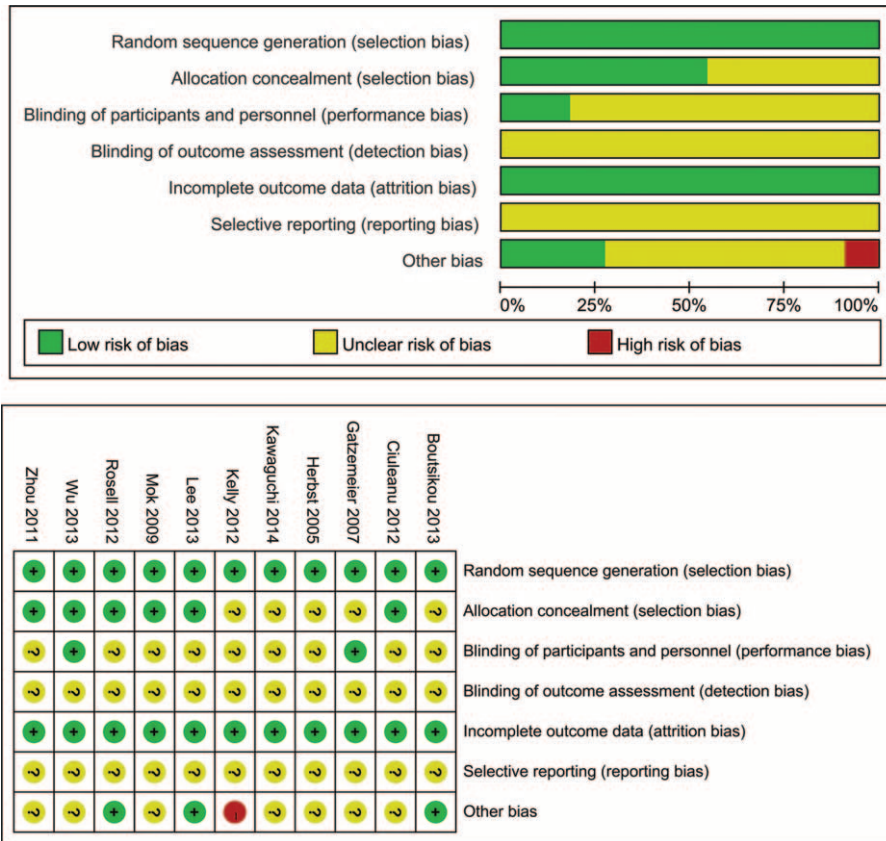 Random sequence generation (selection bias)
Allocation concealment (selection bias)
Blinding of participants and personnel (performance bias)
Blinding of outcome assessment (detection bias)
Incomplete outcome data (attrition bias)
Selective reporting (reporting bias)
Other bias
0% 25% 50% 75% 100%
Low risk of bias Unclear risk of bias High risk of bias
Zhou 2011 Wu 2013 Rosell 2012 Mok 2009 Lee 2013 Kelly 2012 Kawaguchi 2014 Herbst 2005 Gatzemeier 2007 Ciuleanu 2012 Boutsikou 2013
+ + + + + + + + + + + Random sequence generation (selection bias)
+ + + + + ? ? ? ? + ? Allocation concealment (selection bias)
? + ? ? ? ? ? ? + ? ? Blinding of participants and personnel (performance bias)
? ? ? ? ? ? ? ? ? ? ? Blinding of outcome assessment (detection bias)
+ + + + + + + + + + + Incomplete outcome data (attrition bias)
? ? ? ? ? ? ? ? ? ? ? Selective reporting (reporting bias)
? ? + ? + - ? ? ? ? + Other bias